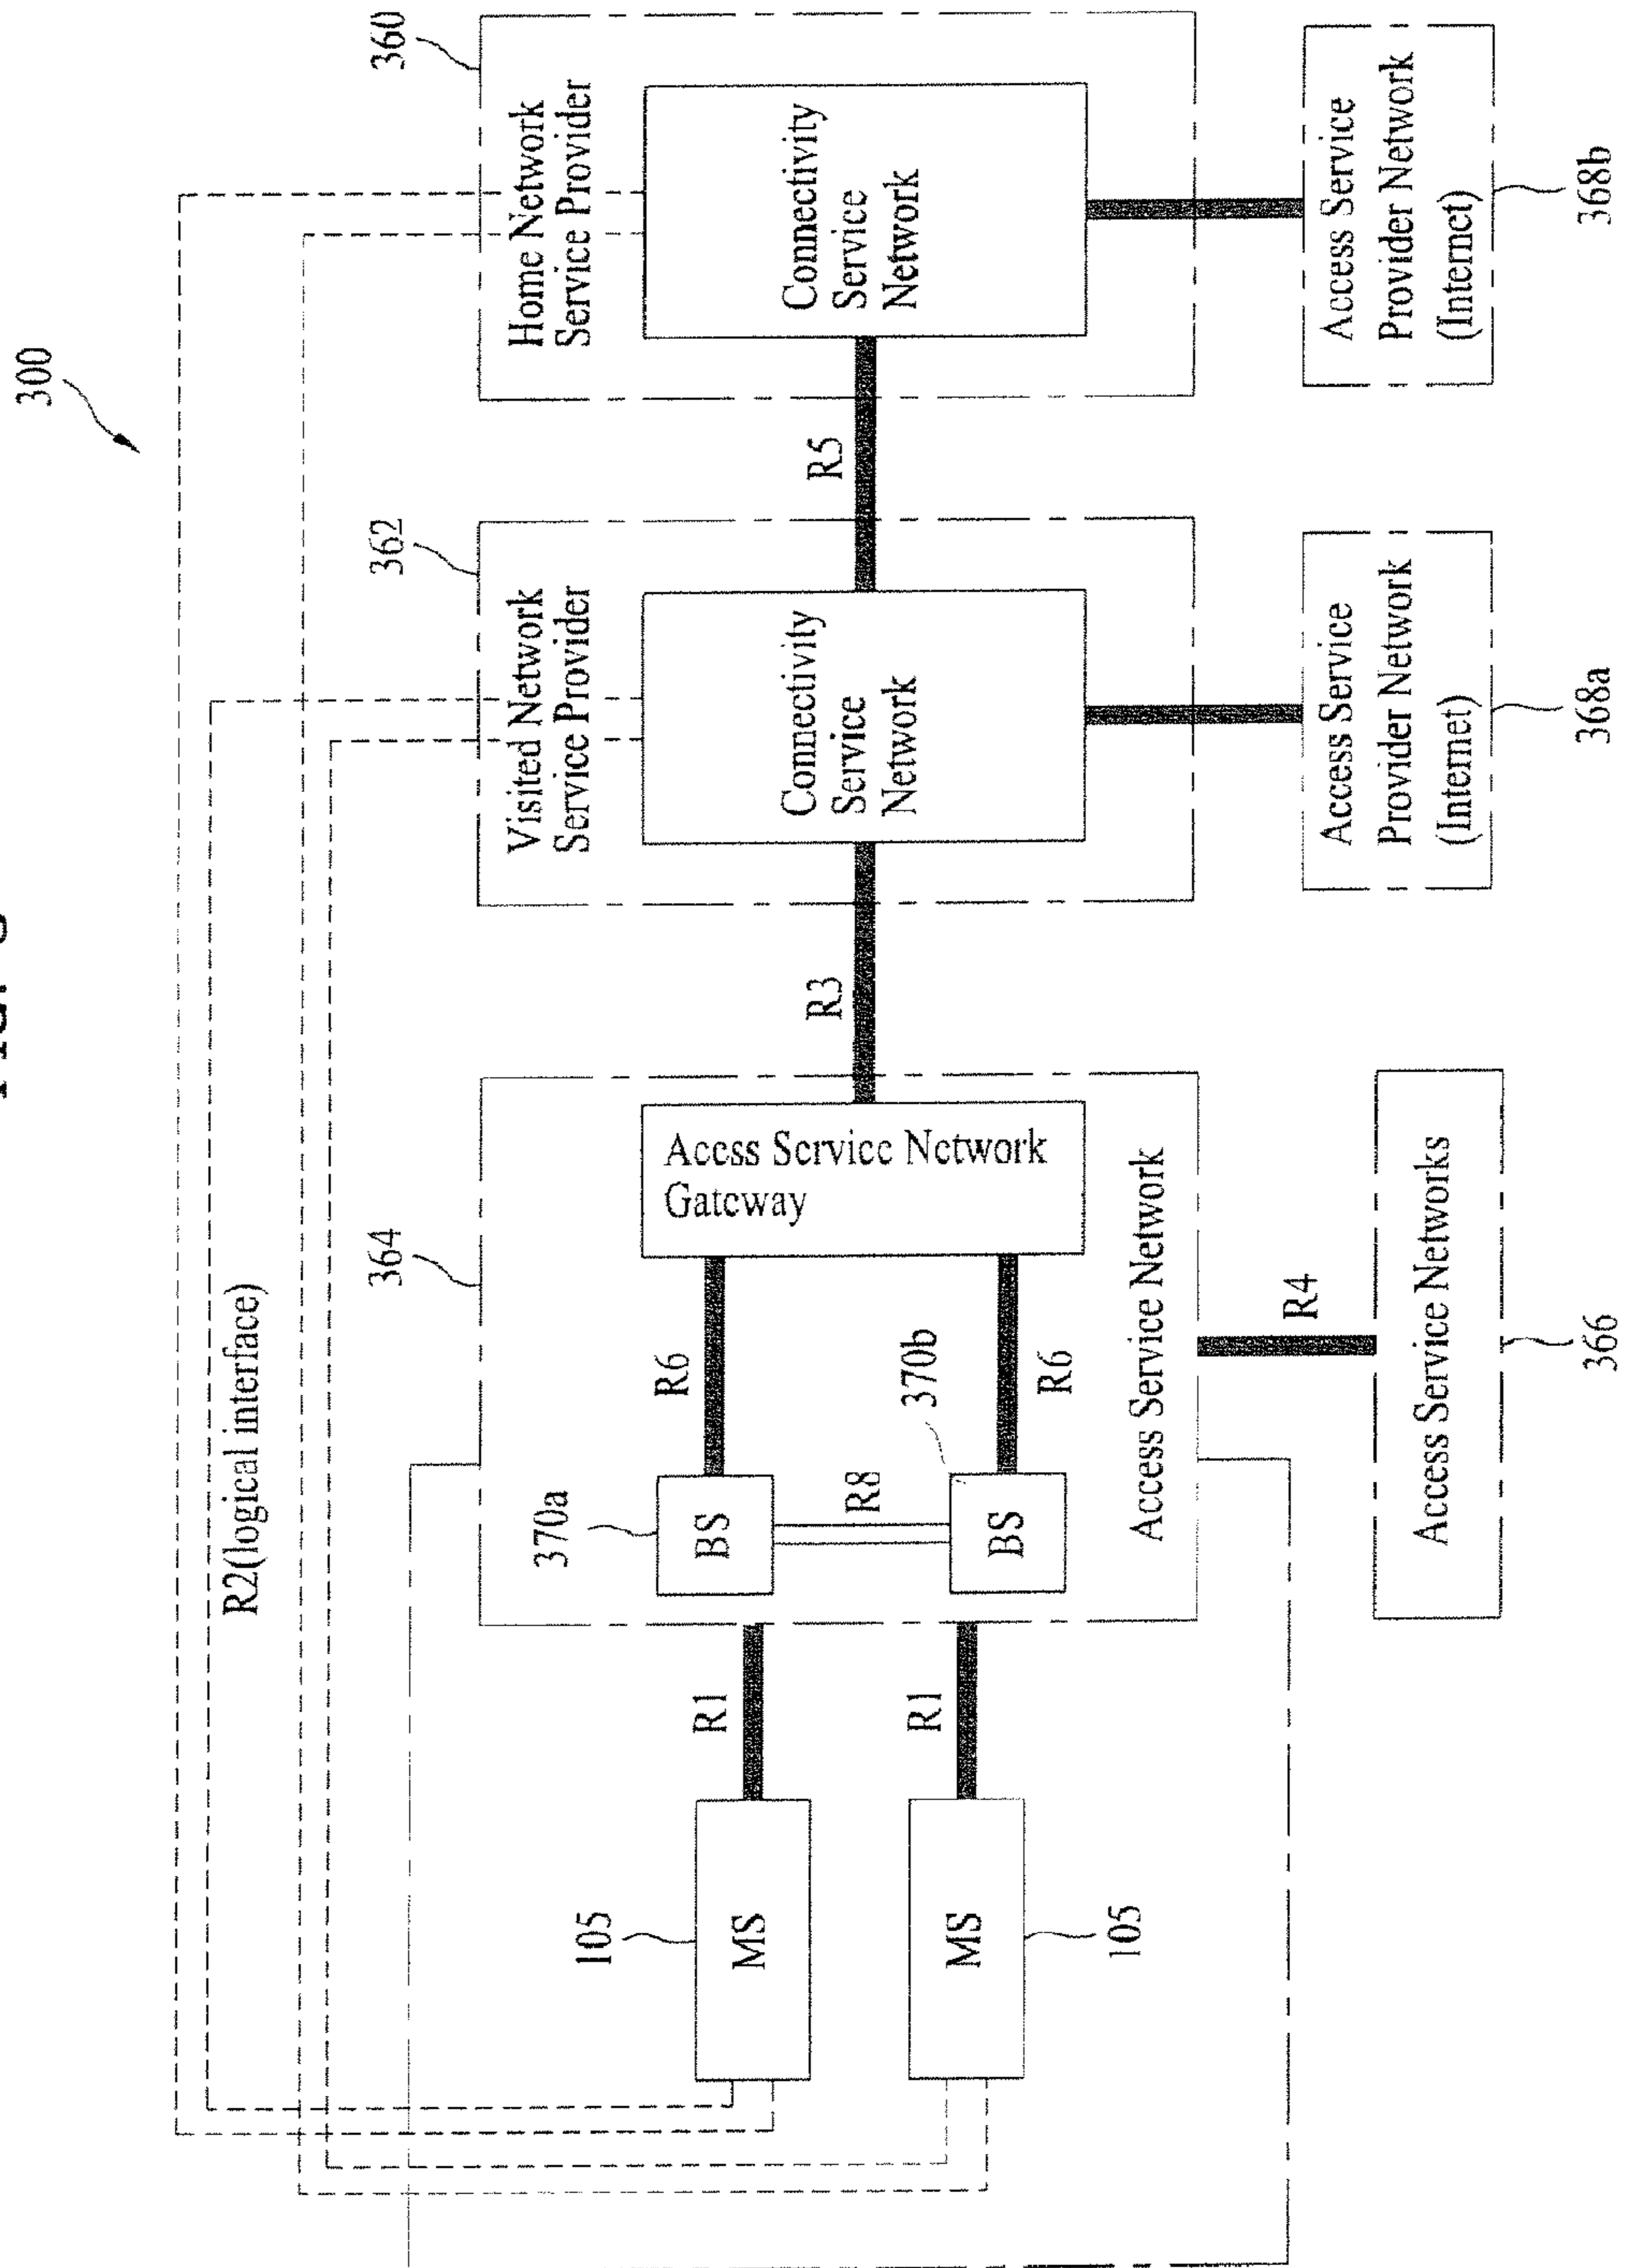 300
R2(logical interface)
360
Home Network
Service Provider
Connectivity
Service
Network
362
Visited Network
Service Provider
Connectivity
Service
Network
R5
R3
364
Access Service Network
Gateway
R6
R6
370a
BS
R8
370b
BS
Access Service Network
R1
R1
105
MS
MS
105
R4
Access Service Networks
366
Access Service
Provider Network
(Internet)
368a
Access Service
Provider Network
(Internet)
368b